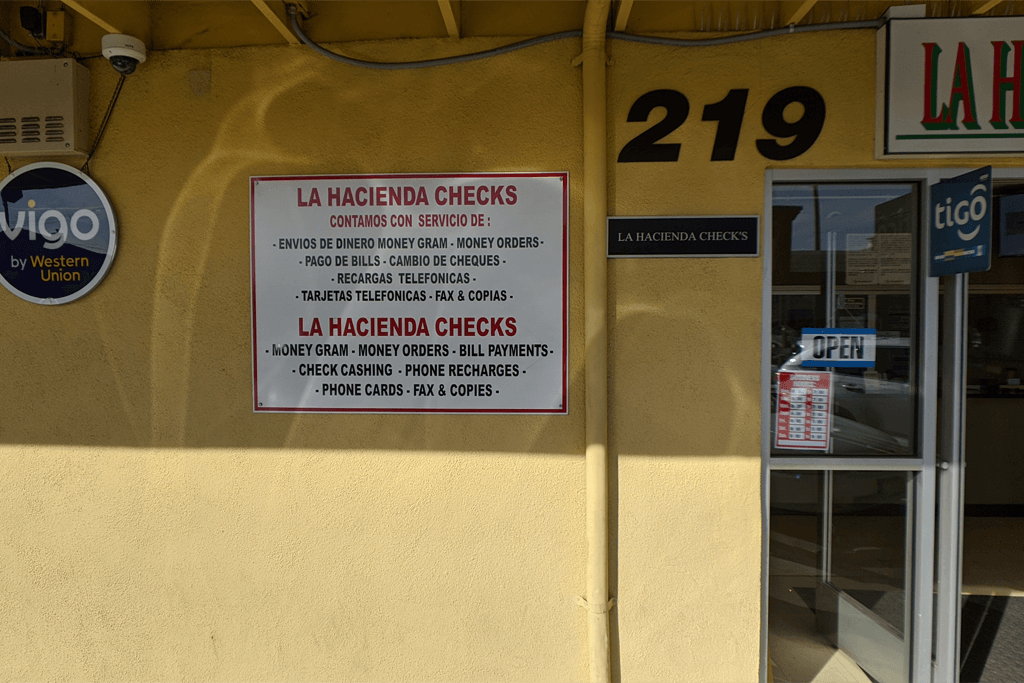 vigo
by Western
Union
LA HACIENDA CHECKS
CONTAMOS CON SERVICIO DE :
- ENVIOS DE DINERO MONEY GRAM - MONEY ORDERS -
- PAGO DE BILLS - CAMBIO DE CHEQUES -
- RECARGAS TELEFONICAS -
- TARJETAS TELEFONICAS - FAX & COPIAS -
LA HACIENDA CHECKS
- MONEY GRAM - MONEY ORDERS - BILL PAYMENTS -
- CHECK CASHING - PHONE RECHARGES -
- PHONE CARDS - FAX & COPIES -
219
LA HACIENDA CHECK'S
LA H
tigo
OPEN
BUSINESS
HOURS